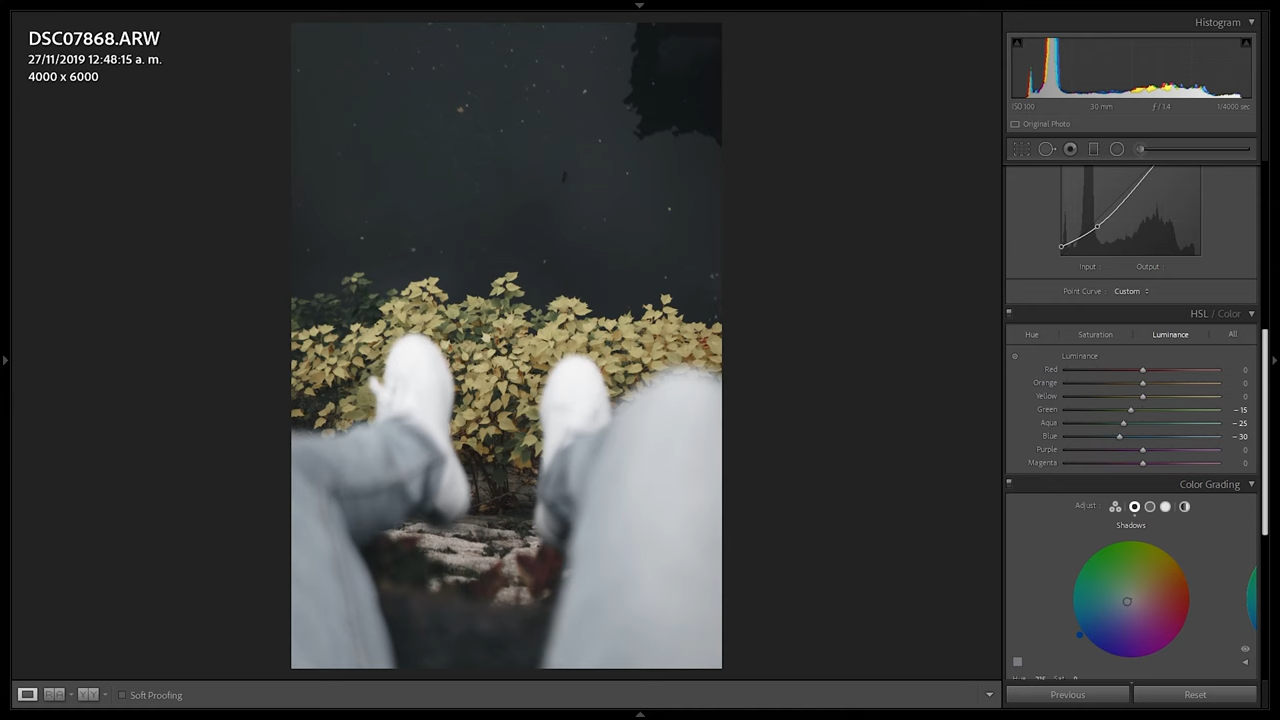 DSC07868.ARW
27/11/2019 12:48:15 a. m.
4000 x 6000
Histogram
ISO 100 30 mm ƒ / 1.4 1/4000 sec
Original Photo
Input : Output :
Point Curve : Custom
HSL / Color
Hue Saturation Luminance All
Luminance
Red 0
Orange 0
Yellow 0
Green – 15
Aqua – 25
Blue – 30
Purple 0
Magenta 0
Color Grading
Adjust :
Shadows
Soft Proofing
Previous Reset